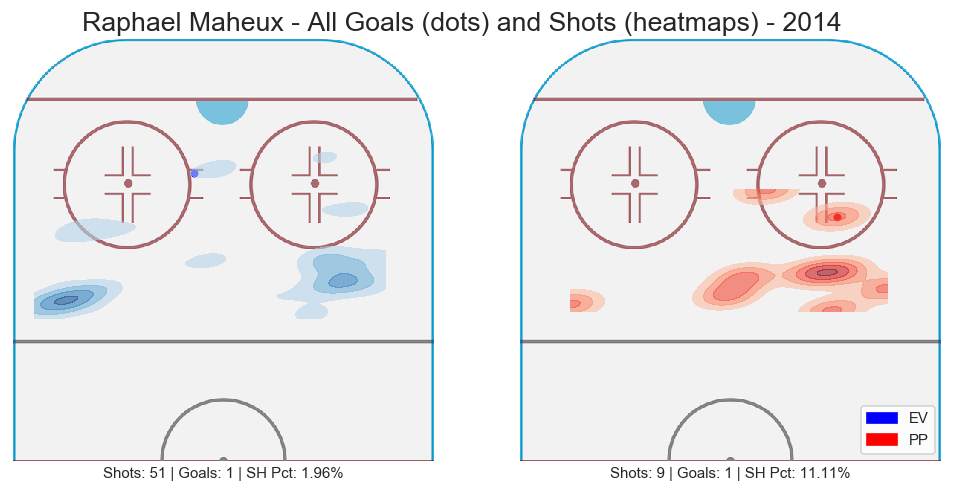 Raphael Maheux - All Goals (dots) and Shots (heatmaps) - 2014
EV
PP
Shots: 51 | Goals: 1 | SH Pct: 1.96%
Shots: 9 | Goals: 1 | SH Pct: 11.11%